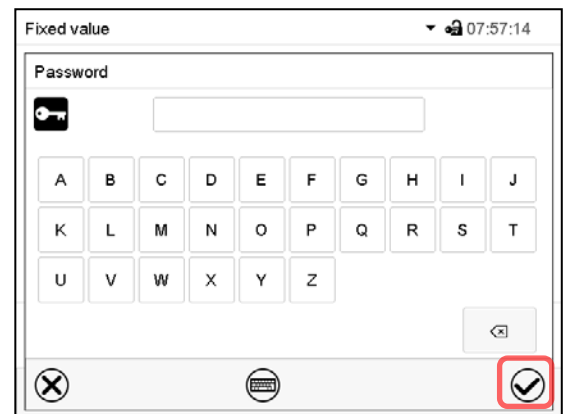 Fixed value 07:57:14
Password
A B C D E F G H I J
K L M N O P Q R S T
U V W X Y Z